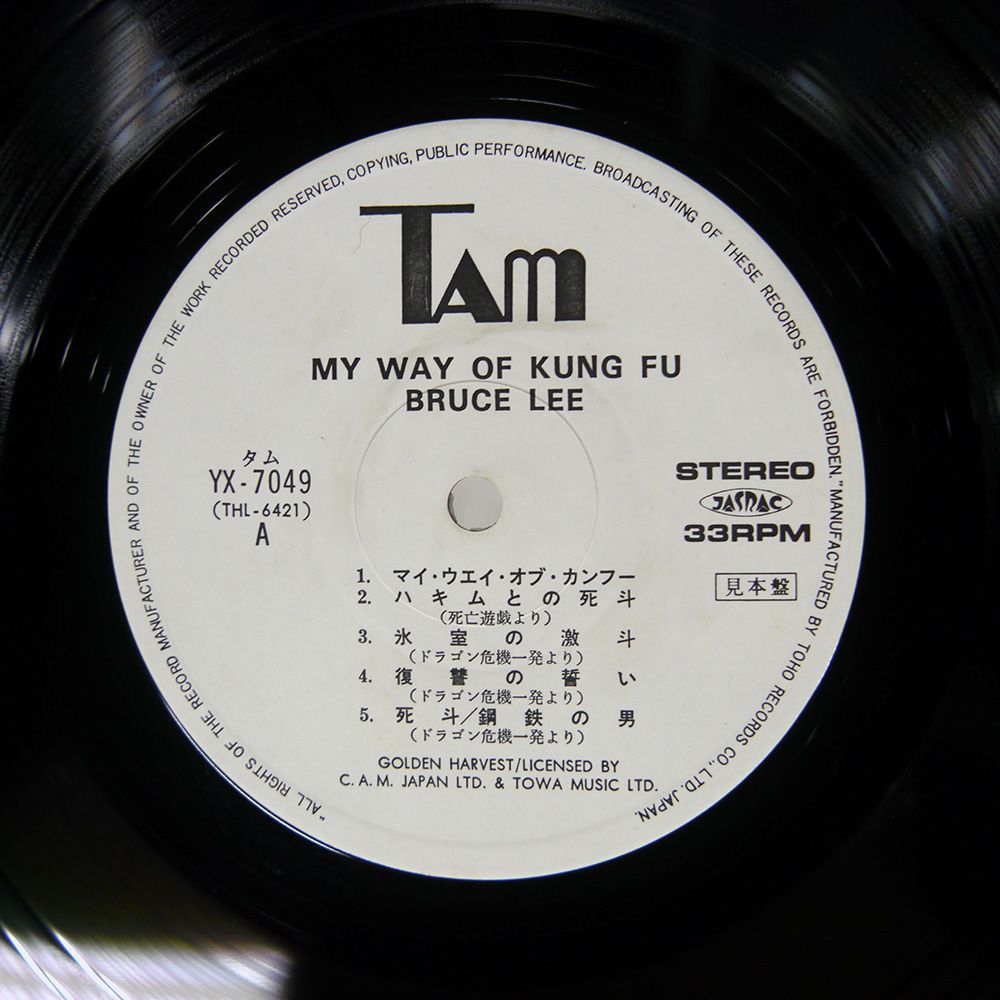 "ALL RIGHTS OF THE RECORD MANUFACTURER AND OF THE OWNER OF THE WORK RECORDED RESERVED, COPYING, PUBLIC PERFORMANCE. BROADCASTING OF THESE RECORDS ARE FORBIDDEN."MANUFACTURED BY TOHO RECORDS CO., LTD. JAPAN.
TAM
MY WAY OF KUNG FU
BRUCE LEE
タム
YX-7049
(THL-6421)
A
STEREO
JASRAC
33RPM
見本盤
1. マイ・ウエイ・オブ・カンフー
2. ハキムとの死斗
(死亡遊戯より)
3. 氷室の激斗
(ドラゴン危機一発より)
4. 復讐の誓い
(ドラゴン危機一発より)
5. 死斗/鋼鉄の男
(ドラゴン危機一発より)
GOLDEN HARVEST/LICENSED BY
C.A.M. JAPAN LTD. & TOWA MUSIC LTD.